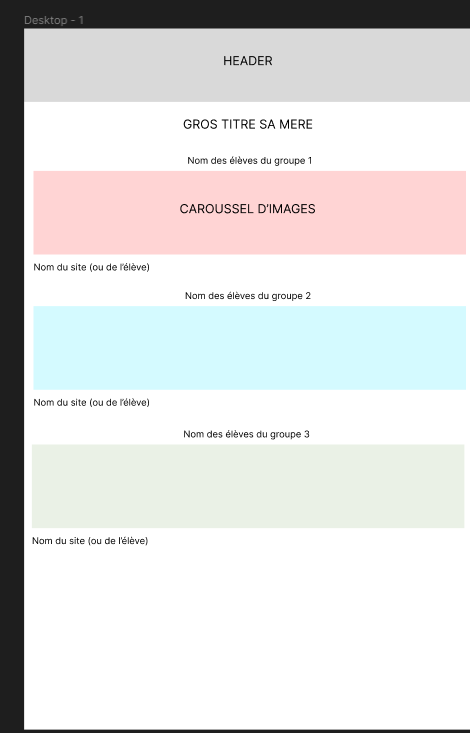 Desktop - 1
HEADER
GROS TITRE SA MERE
Nom des élèves du groupe 1
CAROUSSEL D'IMAGES
Nom du site (ou de l'élève)
Nom des élèves du groupe 2
Nom du site (ou de l'élève)
Nom des élèves du groupe 3
Nom du site (ou de l'élève)